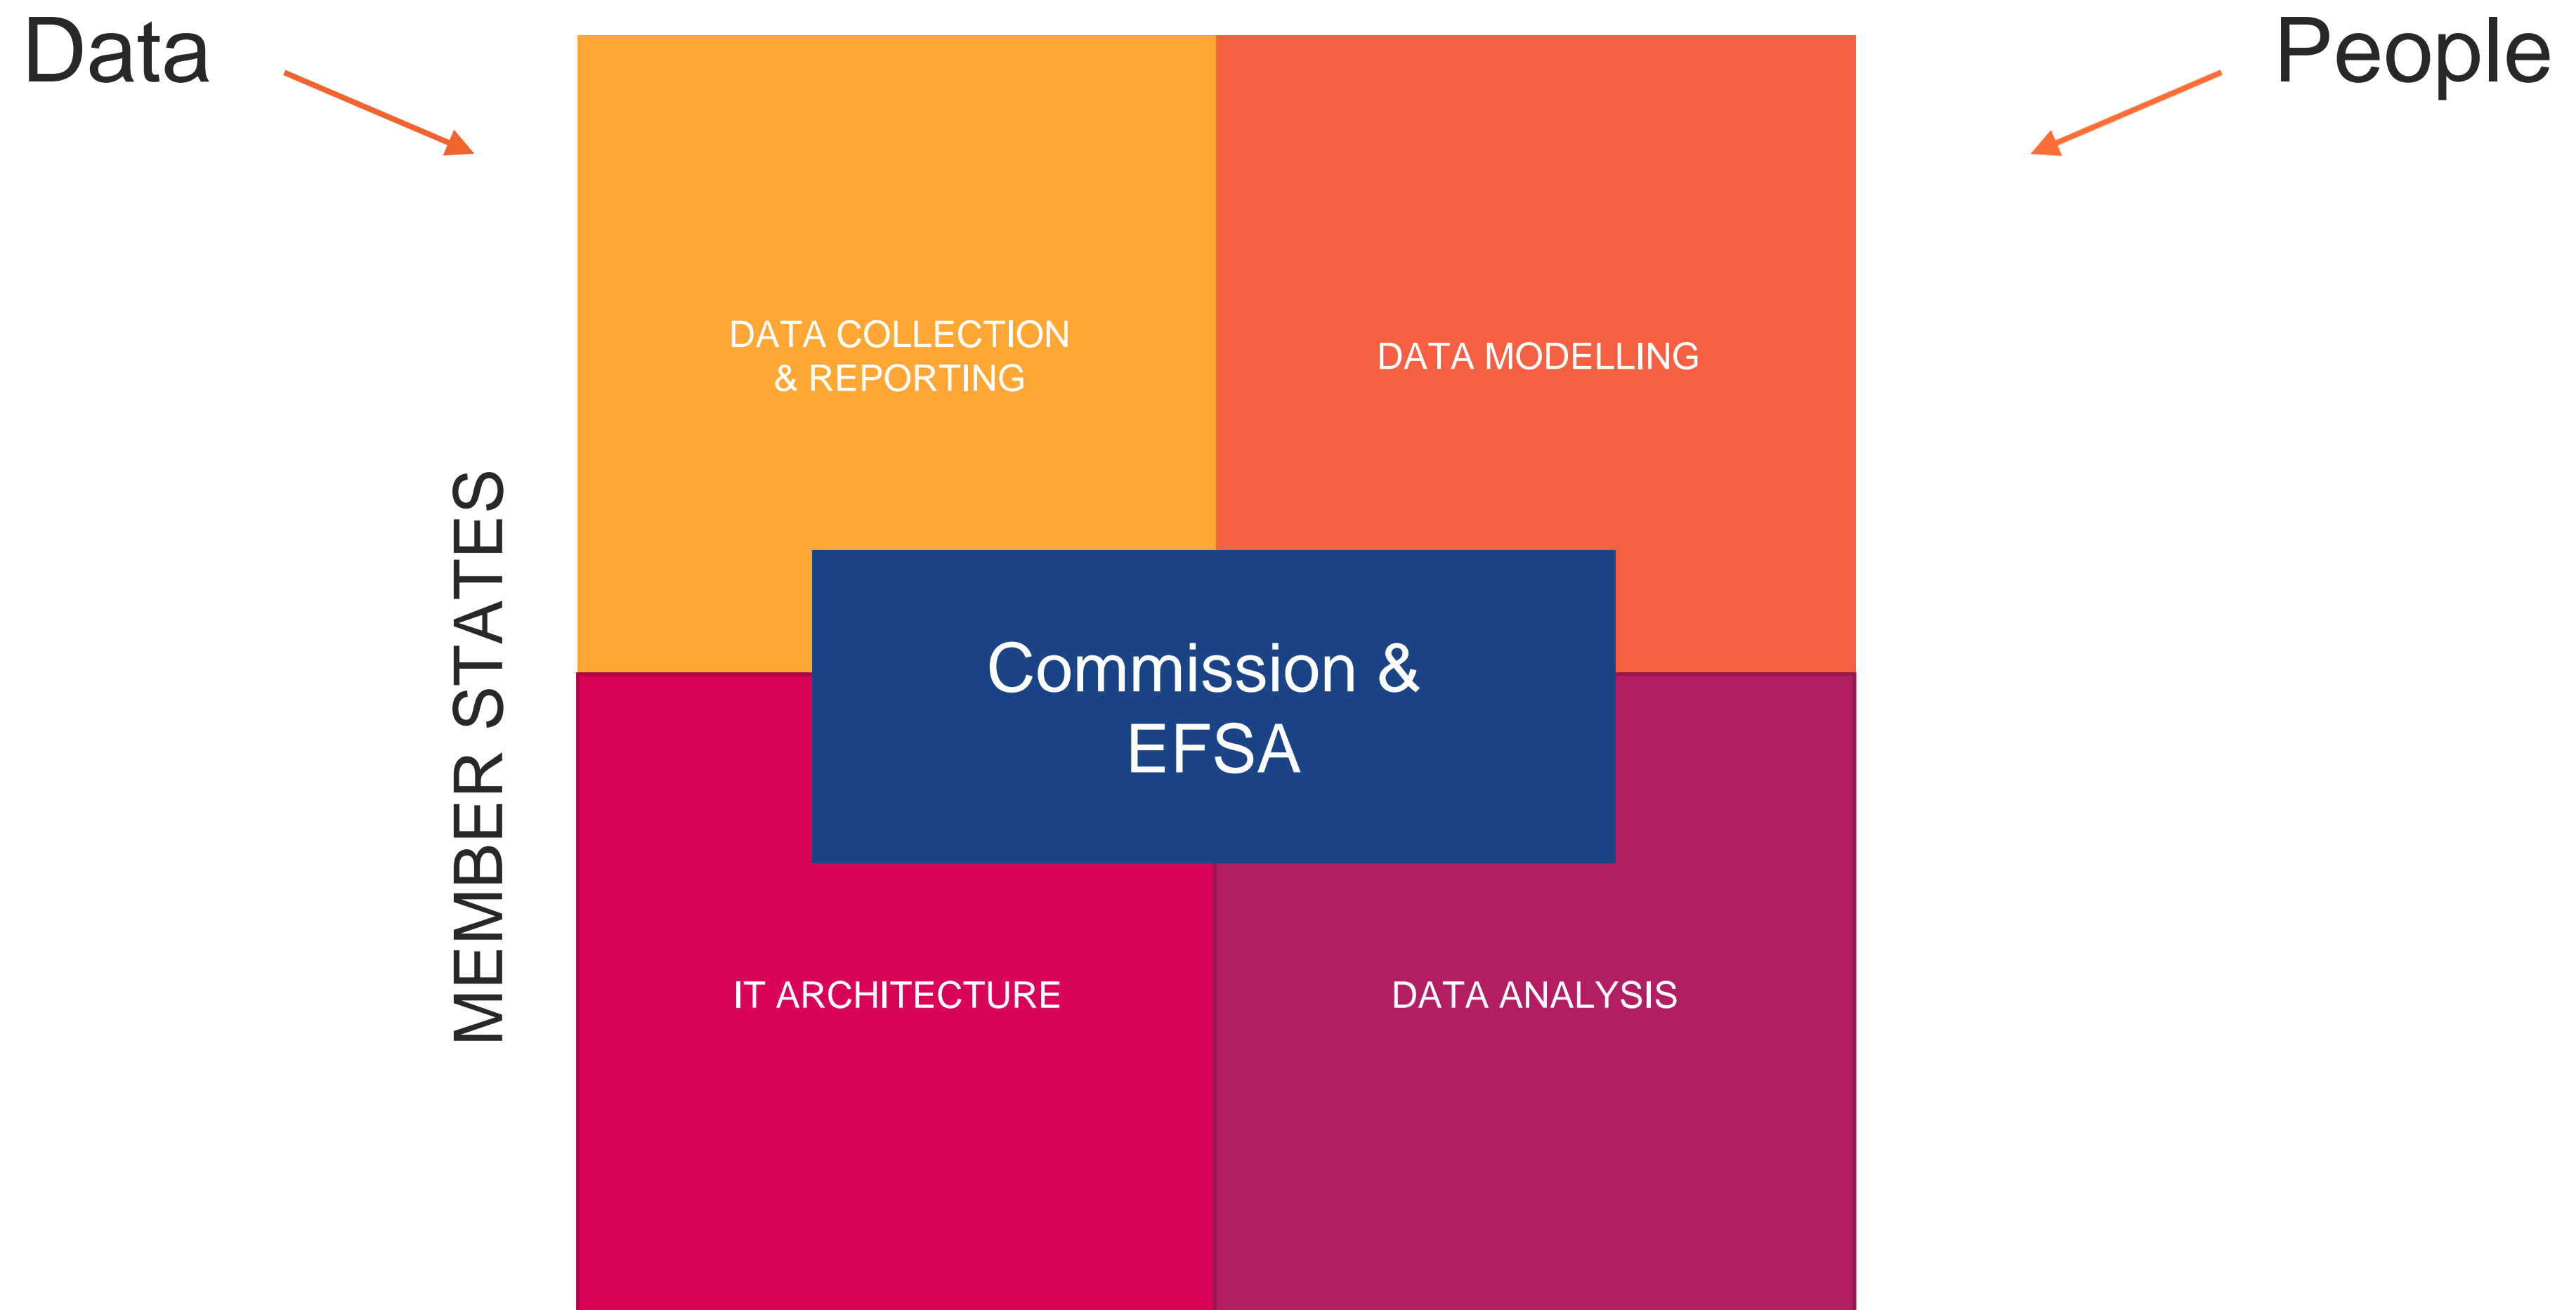 Data
People
DATA COLLECTION
& REPORTING
DATA MODELLING
MEMBER STATES
Commission &
EFSA
IT ARCHITECTURE
DATA ANALYSIS